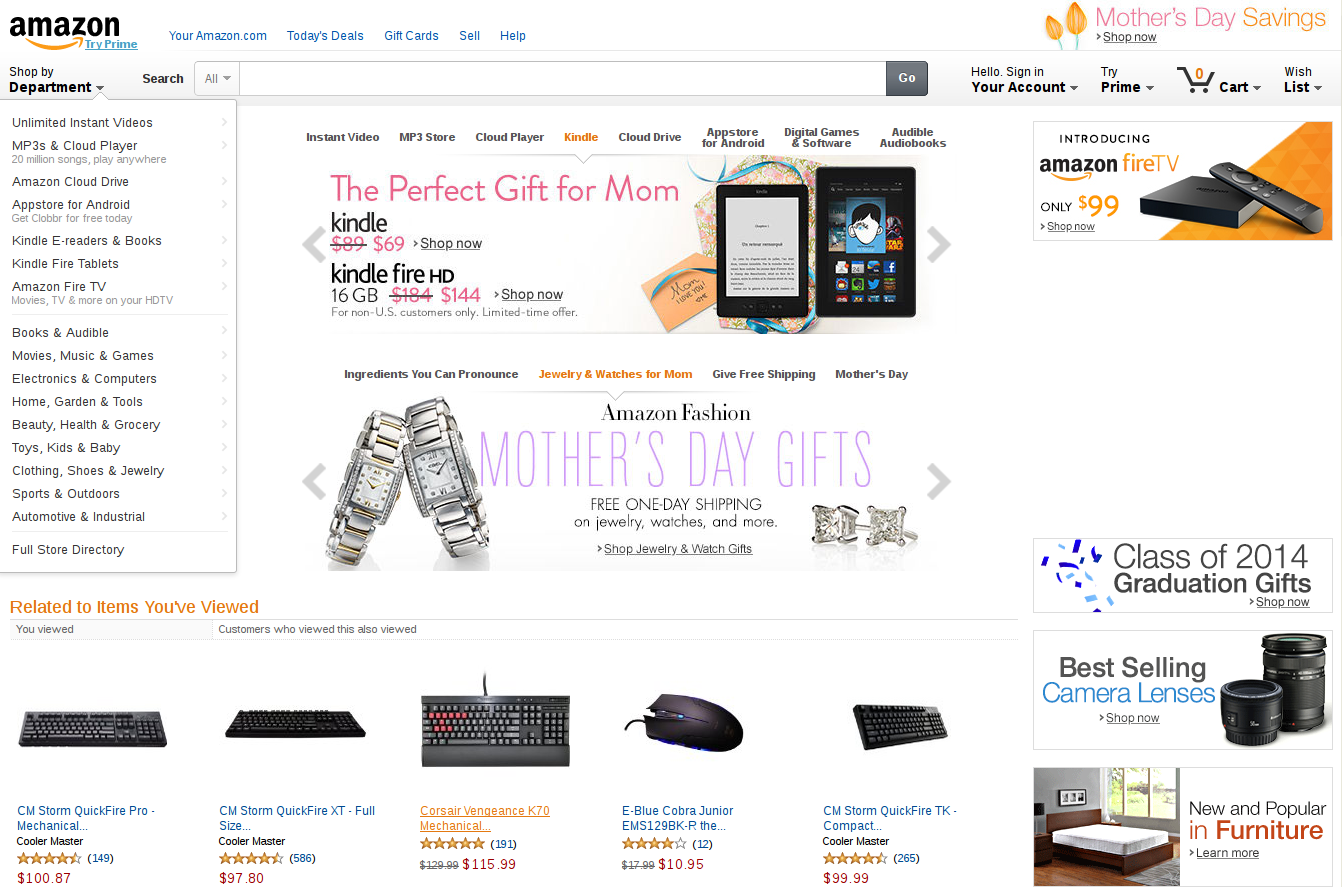 amazon
Try Prime
Your Amazon.com
Today's Deals
Gift Cards
Sell
Help
Mother's Day Savings
Shop now
Shop by
Department
Search
All
Go
Hello. Sign in
Your Account
Try
Prime
0
Cart
Wish
List
Unlimited Instant Videos
MP3s & Cloud Player
20 million songs, play anywhere
Amazon Cloud Drive
Appstore for Android
Get Clobbr for free today
Kindle E-readers & Books
Kindle Fire Tablets
Amazon Fire TV
Movies, TV & more on your HDTV
Books & Audible
Movies, Music & Games
Electronics & Computers
Home, Garden & Tools
Beauty, Health & Grocery
Toys, Kids & Baby
Clothing, Shoes & Jewelry
Sports & Outdoors
Automotive & Industrial
Full Store Directory
Instant Video
MP3 Store
Cloud Player
Kindle
Cloud Drive
Appstore
for Android
Digital Games
& Software
Audible
Audiobooks
The Perfect Gift for Mom
kindle
$89 $69 Shop now
kindle fire HD
16 GB $184 $144 Shop now
For non-U.S. customers only. Limited-time offer.
Mom
I LOVE YOU!
kindle
INTRODUCING
amazon fireTV
ONLY $99
Shop now
Ingredients You Can Pronounce
Jewelry & Watches for Mom
Give Free Shipping
Mother's Day
Amazon Fashion
MOTHER'S DAY GIFTS
FREE ONE-DAY SHIPPING
on jewelry, watches, and more.
Shop Jewelry & Watch Gifts
Class of 2014
Graduation Gifts
Shop now
Best Selling
Camera Lenses
Shop now
New and Popular
in Furniture
Learn more
Related to Items You've Viewed
You viewed
Customers who viewed this also viewed
CM Storm QuickFire Pro -
Mechanical...
Cooler Master
(149)
$100.87
CM Storm QuickFire XT - Full
Size...
Cooler Master
(586)
$97.80
Corsair Vengeance K70
Mechanical...
(191)
$129.99 $115.99
E-Blue Cobra Junior
EMS129BK-R the...
(12)
$17.99 $10.95
CM Storm QuickFire TK -
Compact...
Cooler Master
(265)
$99.99